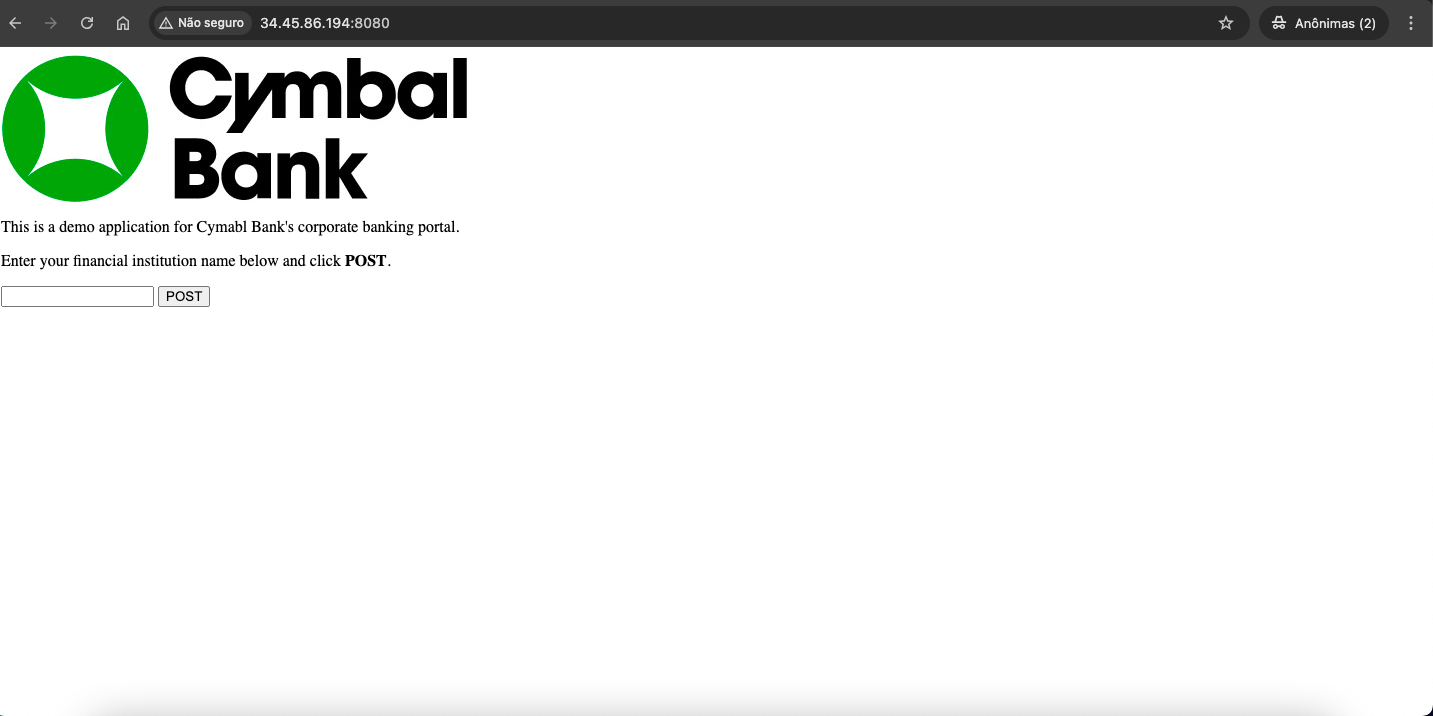 Não seguro
34.45.86.194:8080
Anônimas (2)
Cymbal
Bank
This is a demo application for Cymabl Bank's corporate banking portal.
Enter your financial institution name below and click POST.
POST